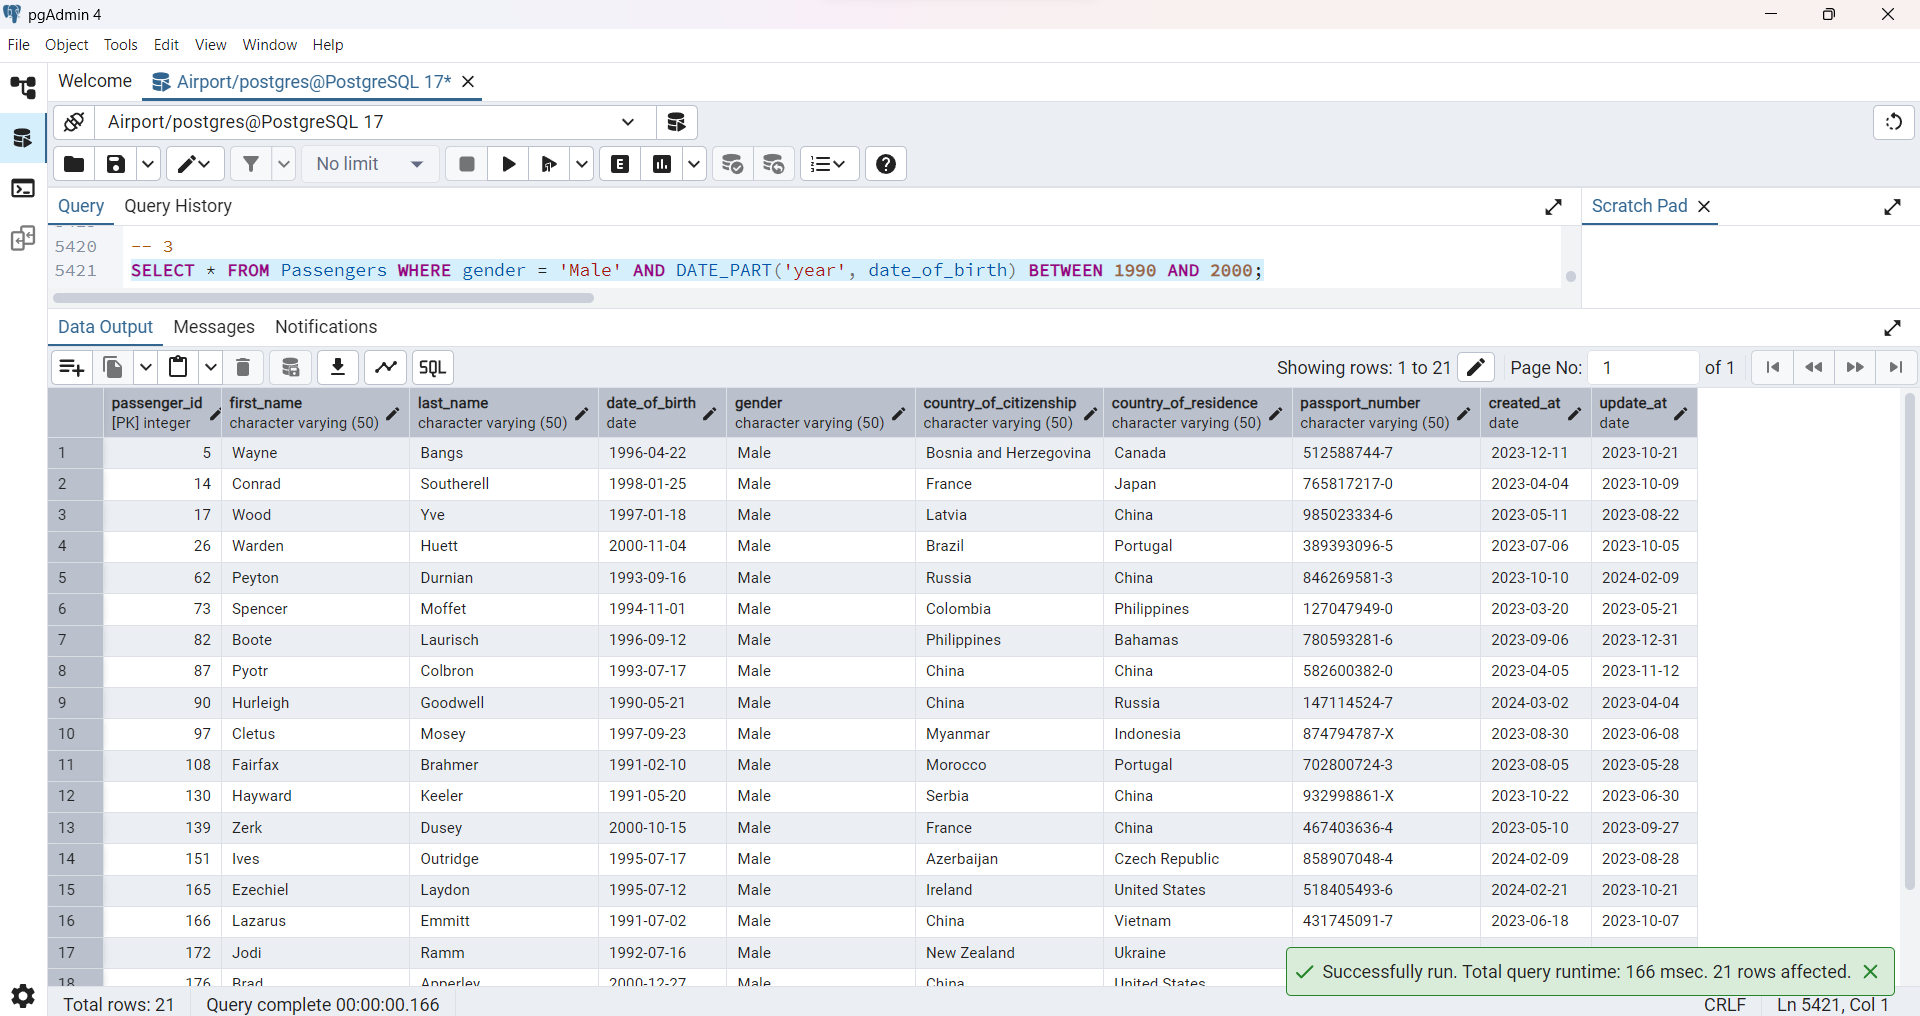 pgAdmin 4
File Object Tools Edit View Window Help
Welcome Airport/postgres@PostgreSQL 17*
Airport/postgres@PostgreSQL 17
No limit E
Query Query History Scratch Pad
5420 -- 3
5421 SELECT * FROM Passengers WHERE gender = 'Male' AND DATE_PART('year', date_of_birth) BETWEEN 1990 AND 2000;
Data Output Messages Notifications
SQL Showing rows: 1 to 21 Page No: 1 of 1
passenger_id first_name last_name date_of_birth gender country_of_citizenship country_of_residence passport_number created_at update_at
[PK] integer character varying (50) character varying (50) date character varying (50) character varying (50) character varying (50) character varying (50) date date
1 5 Wayne Bangs 1996-04-22 Male Bosnia and Herzegovina Canada 512588744-7 2023-12-11 2023-10-21
2 14 Conrad Southerell 1998-01-25 Male France Japan 765817217-0 2023-04-04 2023-10-09
3 17 Wood Yve 1997-01-18 Male Latvia China 985023334-6 2023-05-11 2023-08-22
4 26 Warden Huett 2000-11-04 Male Brazil Portugal 389393096-5 2023-07-06 2023-10-05
5 62 Peyton Durnian 1993-09-16 Male Russia China 846269581-3 2023-10-10 2024-02-09
6 73 Spencer Moffet 1994-11-01 Male Colombia Philippines 127047949-0 2023-03-20 2023-05-21
7 82 Boote Laurisch 1996-09-12 Male Philippines Bahamas 780593281-6 2023-09-06 2023-12-31
8 87 Pyotr Colbron 1993-07-17 Male China China 582600382-0 2023-04-05 2023-11-12
9 90 Hurleigh Goodwell 1990-05-21 Male China Russia 147114524-7 2024-03-02 2023-04-04
10 97 Cletus Mosey 1997-09-23 Male Myanmar Indonesia 874794787-X 2023-08-30 2023-06-08
11 108 Fairfax Brahmer 1991-02-10 Male Morocco Portugal 702800724-3 2023-08-05 2023-05-28
12 130 Hayward Keeler 1991-05-20 Male Serbia China 932998861-X 2023-10-22 2023-06-30
13 139 Zerk Dusey 2000-10-15 Male France China 467403636-4 2023-05-10 2023-09-27
14 151 Ives Outridge 1995-07-17 Male Azerbaijan Czech Republic 858907048-4 2024-02-09 2023-08-28
15 165 Ezechiel Laydon 1995-07-12 Male Ireland United States 518405493-6 2024-02-21 2023-10-21
16 166 Lazarus Emmitt 1991-07-02 Male China Vietnam 431745091-7 2023-06-18 2023-10-07
17 172 Jodi Ramm 1992-07-16 Male New Zealand Ukraine
18 176 Brad Apperley 2000-12-27 Male China United States
Successfully run. Total query runtime: 166 msec. 21 rows affected.
Total rows: 21 Query complete 00:00:00.166 CRLF Ln 5421, Col 1